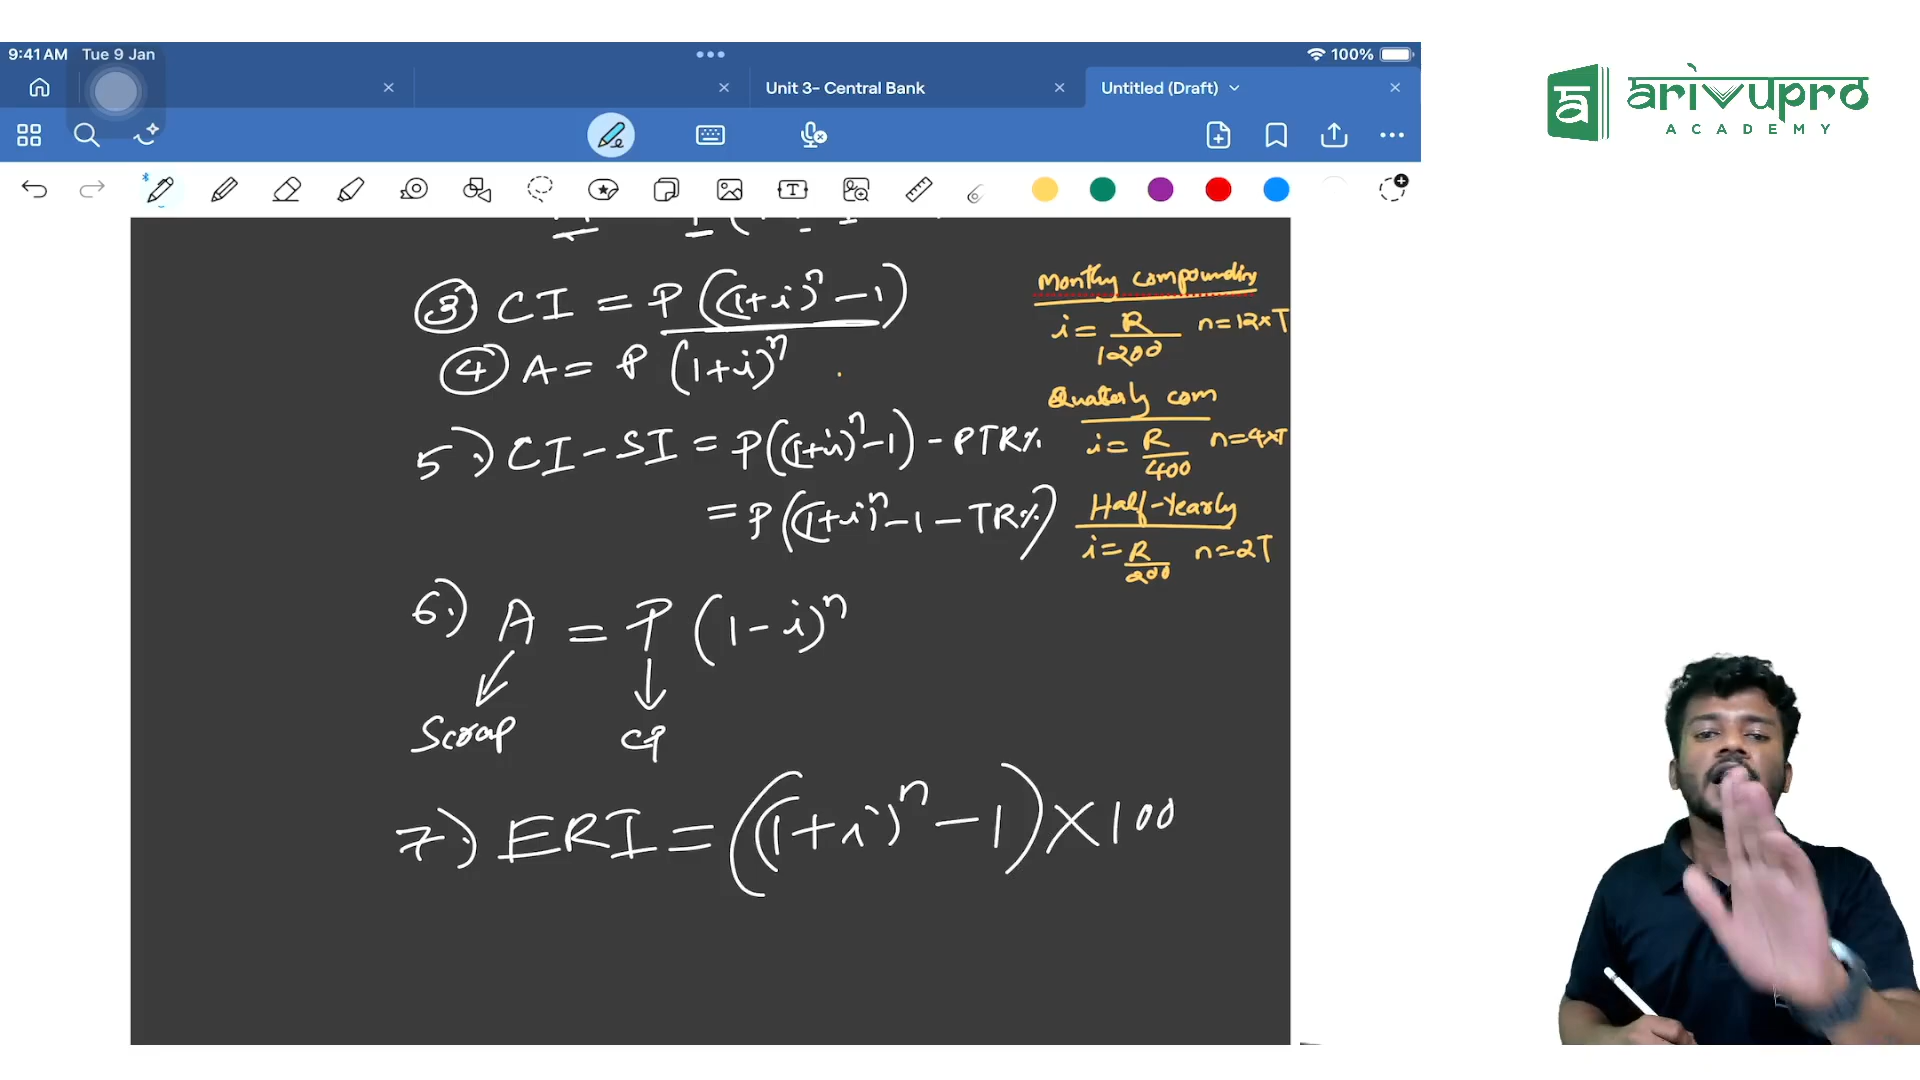 9:41 AM Tue 9 Jan
100%
Unit 3- Central Bank
Untitled (Draft)
arivupro
ACADEMY
③ CI = P((1+i)^n - 1)
④ A = P (1+i)^n
5.) CI - SI = P((1+i)^n - 1) - PTR%
= P((1+i)^n - 1 - TR%)
6.) A = P (1-i)^n
Scrap CP
7.) ERI = ((1+i)^n - 1) × 100
Monthy compounding
i = R/1200 n = 12×T
Quaterly com
i = R/400 n = 4×T
Half-Yearly
i = R/200 n = 2T